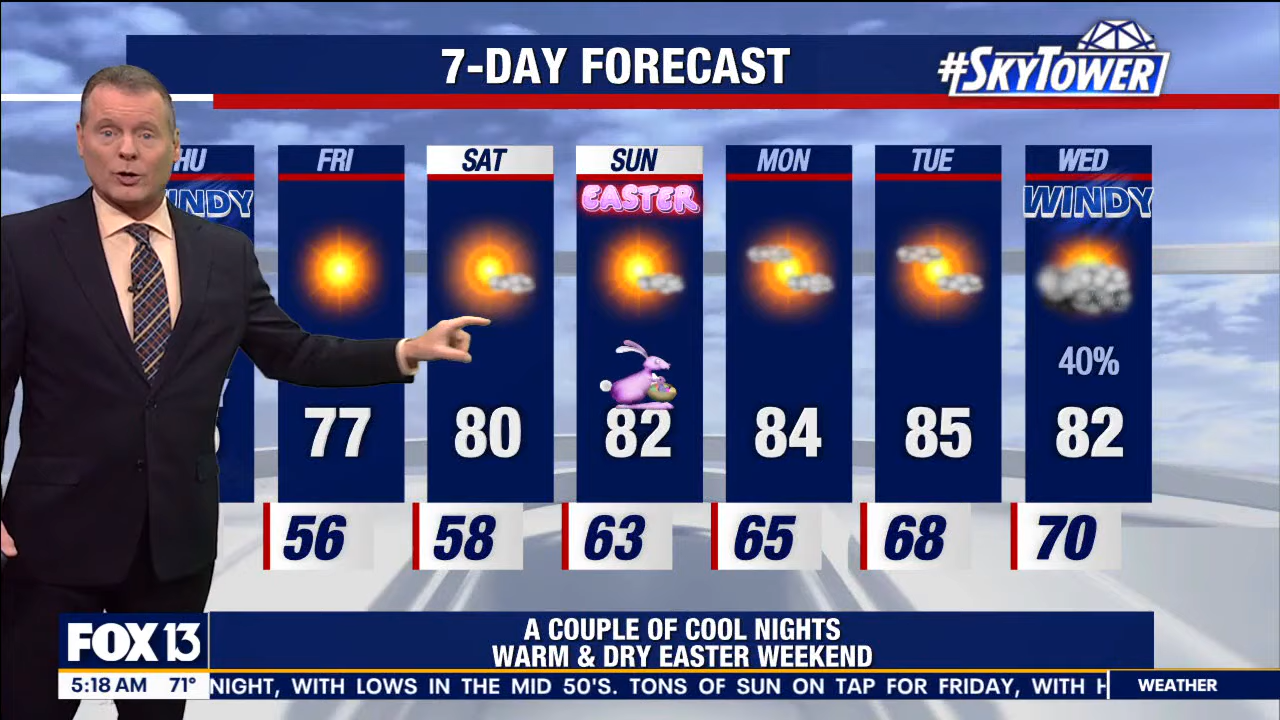 7-DAY FORECAST
#SKYTOWER
HU FRI SAT SUN MON TUE WED
INDY EASTER WINDY
40%
77 80 82 84 85 82
56 58 63 65 68 70
A COUPLE OF COOL NIGHTS
WARM & DRY EASTER WEEKEND
FOX 13
5:18 AM 71° NIGHT, WITH LOWS IN THE MID 50'S. TONS OF SUN ON TAP FOR FRIDAY, WITH WEATHER